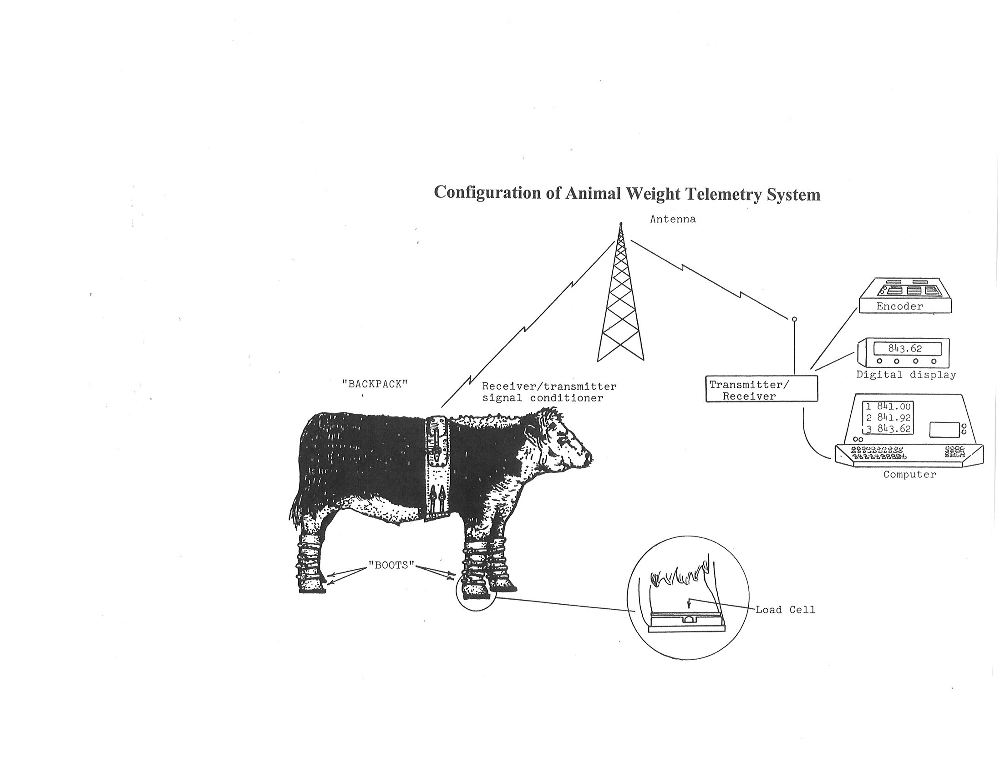 Configuration of Animal Weight Telemetry System
Antenna
Encoder
843.62
Digital display
"BACKPACK"
Receiver/transmitter
signal conditioner
Transmitter/
Receiver
1 841.00
2 841.92
3 843.62
Computer
"BOOTS"
Load Cell